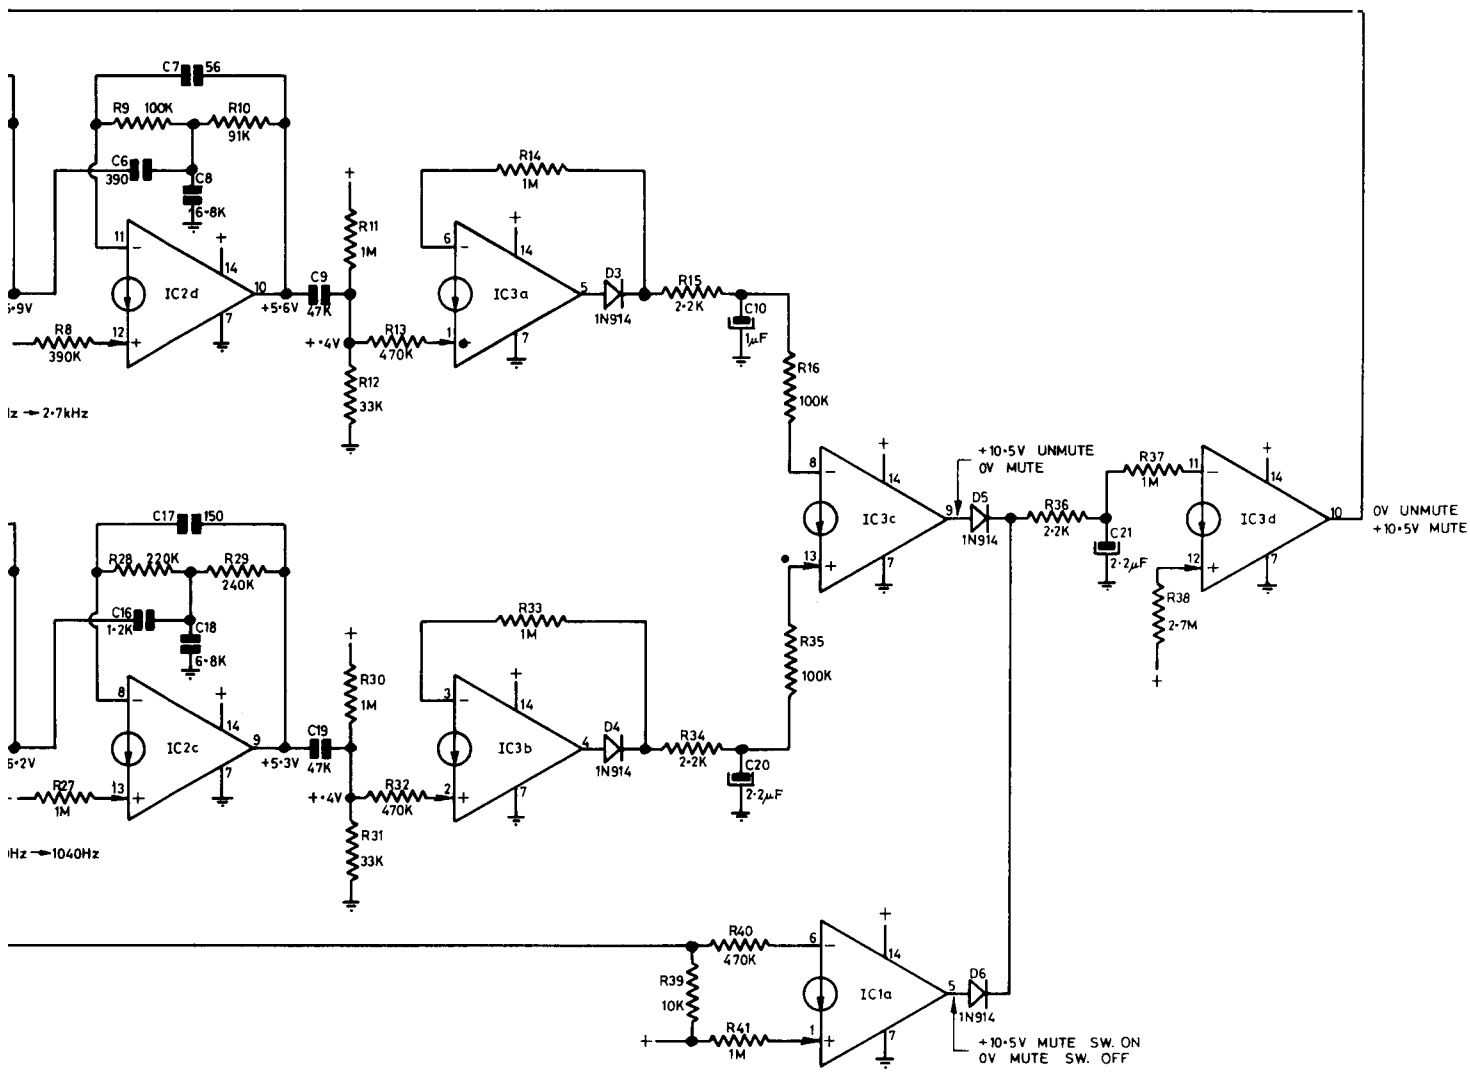 C7 56
R9 100K R10
91K
C6
390
C8
6·8K
11
−
+
14
IC2d
10
7
12
+
5·9V
R8
390K
+5·6V
C9
47K
+
R11
1M
+·4V
R12
33K
R13
470K
Hz → 2·7kHz
R14
1M
6
−
+
14
IC3a
5
1
7
D3
1N914
R15
2·2K
C10
1µF
R16
100K
8
−
+
14
IC3c
9
13
+
7
+10·5V UNMUTE
0V MUTE
D5
1N914
R36
2·2K
C21
2·2µF
R37
1M
11
−
+
14
IC3d
10
12
+
7
R38
2·7M
+
0V UNMUTE
+10·5V MUTE
C17 150
R28 220K R29
240K
C16
1·2K
C18
6·8K
8
−
+
14
IC2c
9
7
13
+
6·2V
R27
1M
+5·3V
C19
47K
+
R30
1M
+·4V
R31
33K
R32
470K
Hz → 1040Hz
R33
1M
3
−
+
14
IC3b
4
2
+
7
D4
1N914
R34
2·2K
C20
2·2µF
R35
100K
R40
470K
R39
10K
+
R41
1M
6
−
+
14
IC1a
5
1
+
7
D6
1N914
+10·5V MUTE SW. ON
0V MUTE SW. OFF